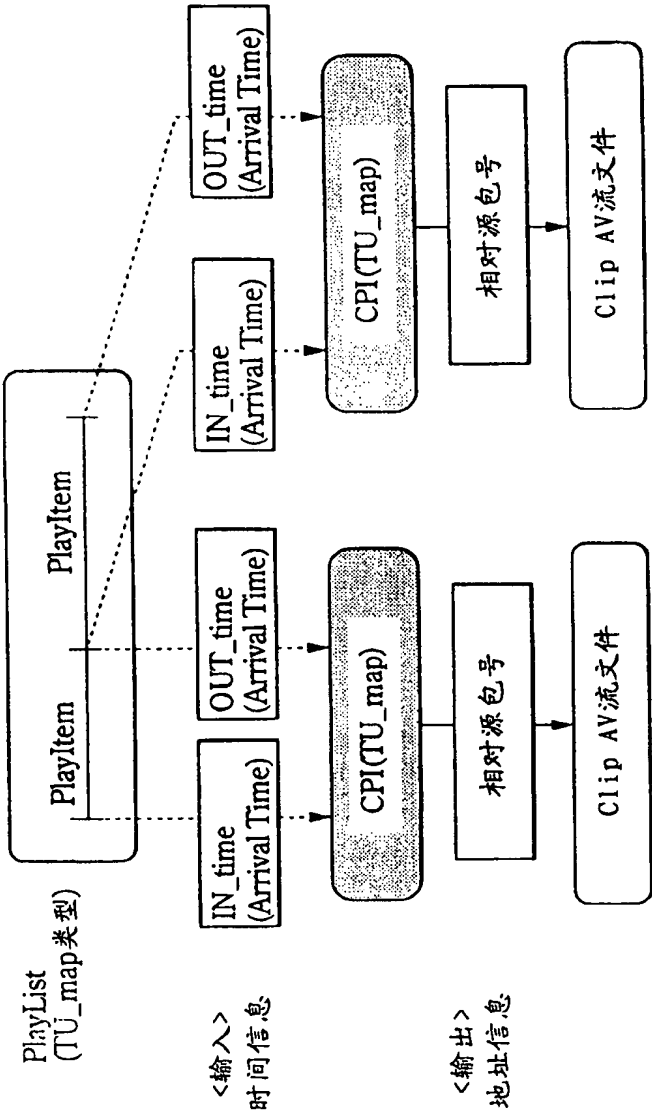 PlayList
(TU_map类型)
PlayItem
PlayItem
<输入>
时间信息
IN_time
(Arrival Time)
OUT_time
(Arrival Time)
IN_time
(Arrival Time)
OUT_time
(Arrival Time)
CPI(TU_map)
CPI(TU_map)
<输出>
地址信息
相对源包号
相对源包号
Clip AV流文件
Clip AV流文件